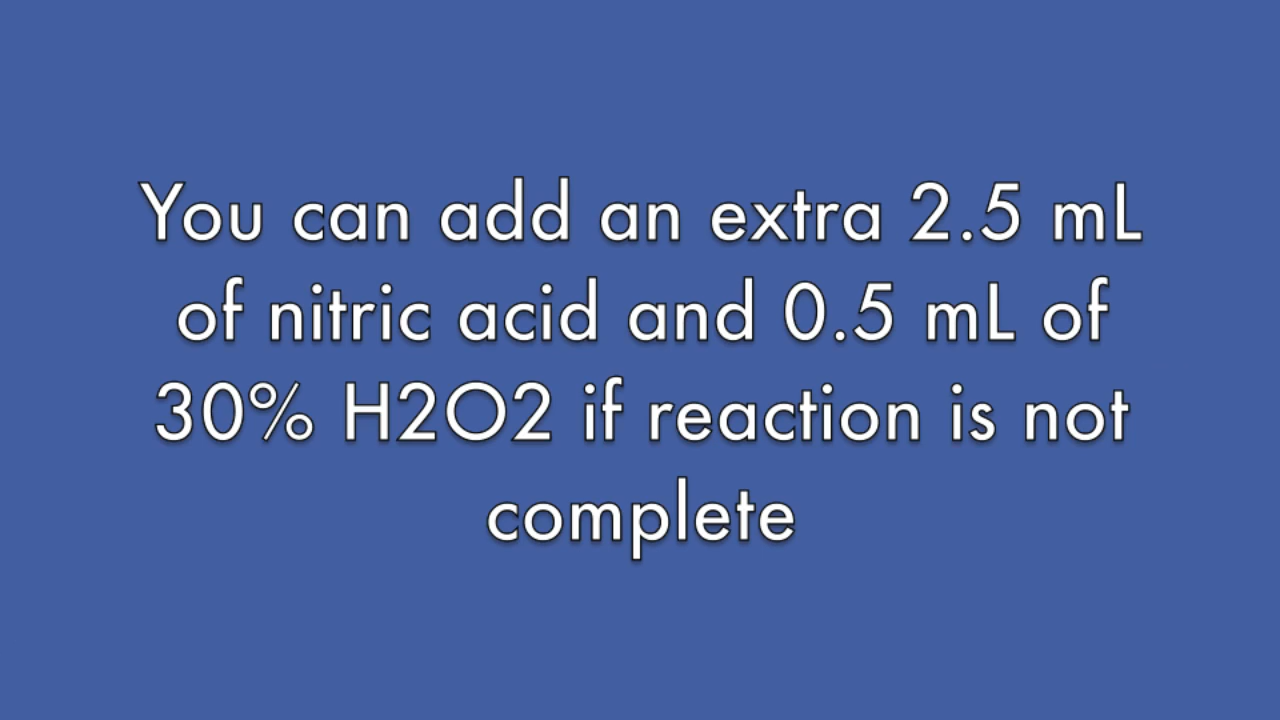 You can add an extra 2.5 mL
of nitric acid and 0.5 mL of
30% H2O2 if reaction is not
complete